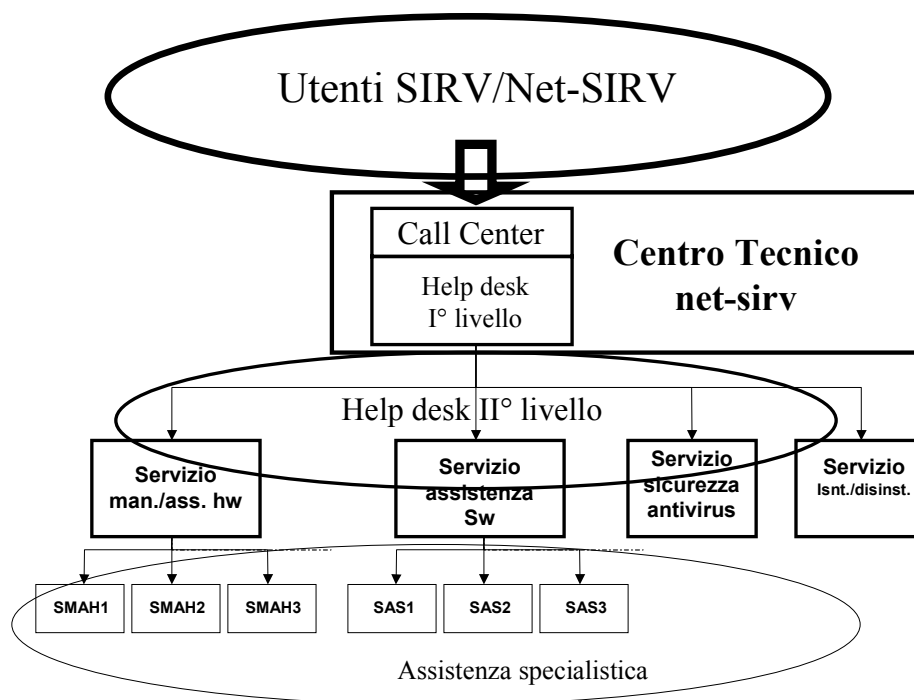 Utenti SIRV/Net-SIRV
Call Center
Help desk
I° livello
Centro Tecnico
net-sirv
Help desk II° livello
Servizio
man./ass. hw
Servizio
assistenza
Sw
Servizio
sicurezza
antivirus
Servizio
Isnt./disinst.
SMAH1
SMAH2
SMAH3
SAS1
SAS2
SAS3
Assistenza specialistica